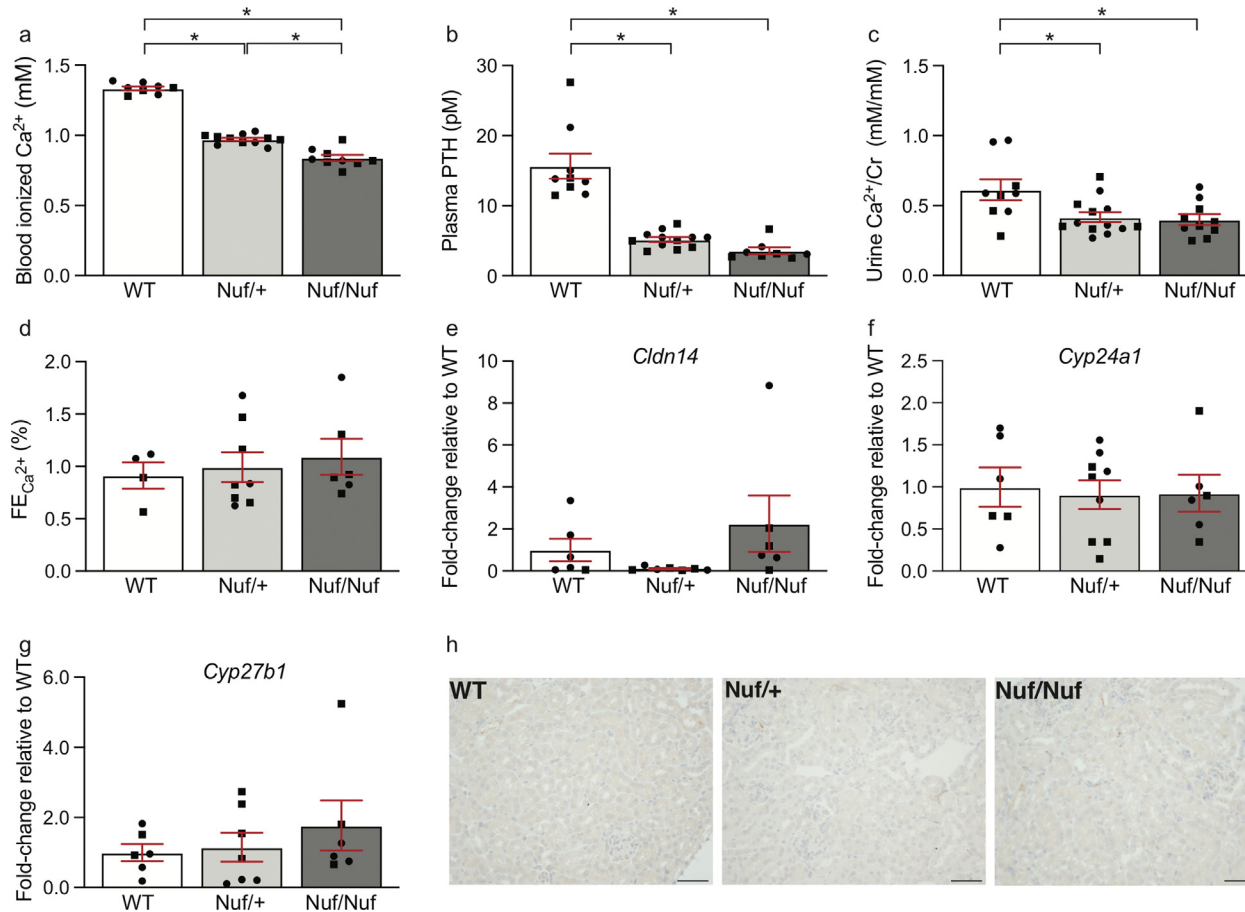 a
*
*
*
Blood ionized Ca²⁺ (mM)
1.5
1.0
0.5
0.0
WT
Nuf/+
Nuf/Nuf
b
*
*
Plasma PTH (pM)
30
20
10
0
WT
Nuf/+
Nuf/Nuf
c
*
*
Urine Ca²⁺/Cr (mM/mM)
1.5
1.0
0.5
0.0
WT
Nuf/+
Nuf/Nuf
d
FE Ca²⁺ (%)
2.0
1.5
1.0
0.5
0.0
WT
Nuf/+
Nuf/Nuf
e
Cldn14
Fold-change relative to WT
10
8
6
4
2
0
WT
Nuf/+
Nuf/Nuf
f
Cyp24a1
Fold-change relative to WT
2.5
2.0
1.5
1.0
0.5
0.0
WT
Nuf/+
Nuf/Nuf
g
Cyp27b1
Fold-change relative to WT
6.0
4.0
2.0
0.0
WT
Nuf/+
Nuf/Nuf
h
WT
Nuf/+
Nuf/Nuf